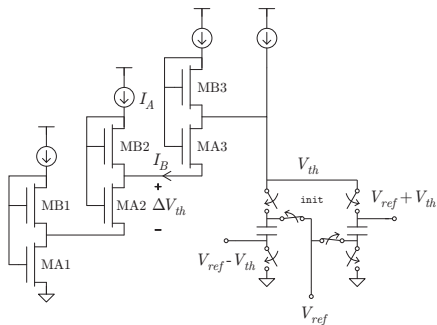 MB3
I_A
MB2
MA3
V_th
I_B
init
V_ref+V_th
+
MB1
MA2
ΔV_th
-
V_ref-V_th
MA1
V_ref